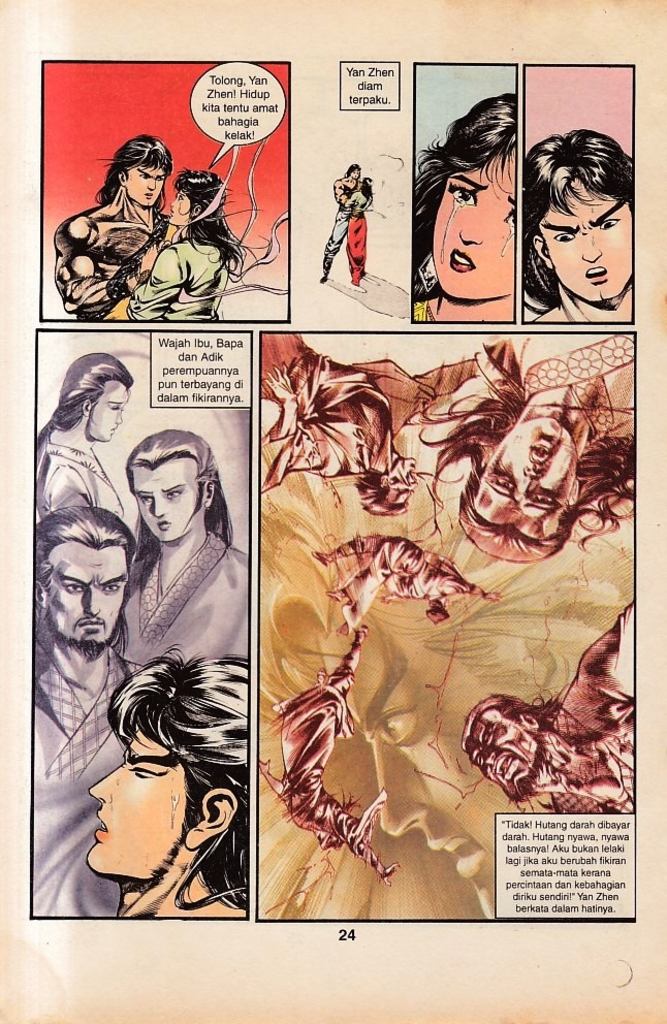 Tolong, Yan
Zhen! Hidup
kita tentu amat
bahagia
kelak!
Yan Zhen
diam
terpaku.
Wajah Ibu, Bapa
dan Adik
perempuannya
pun terbayang di
dalam fikirannya.
"Tidak! Hutang darah dibayar
darah. Hutang nyawa, nyawa
balasnya! Aku bukan lelaki
lagi jika aku berubah fikiran
semata-mata kerana
percintaan dan kebahagian
diriku sendiri!" Yan Zhen
berkata dalam hatinya.
24